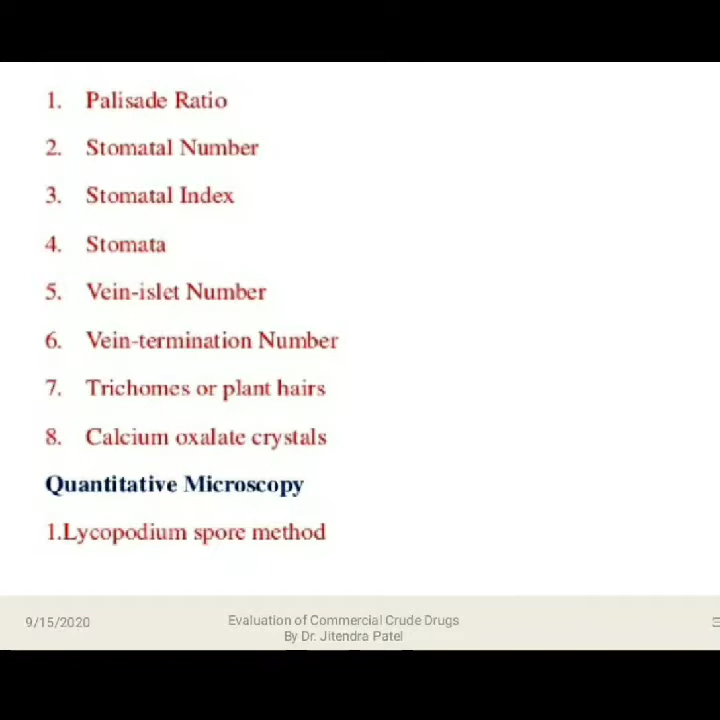 1. Palisade Ratio
2. Stomatal Number
3. Stomatal Index
4. Stomata
5. Vein-islet Number
6. Vein-termination Number
7. Trichomes or plant hairs
8. Calcium oxalate crystals
Quantitative Microscopy
1.Lycopodium spore method
9/15/2020
Evaluation of Commercial Crude Drugs
By Dr. Jitendra Patel